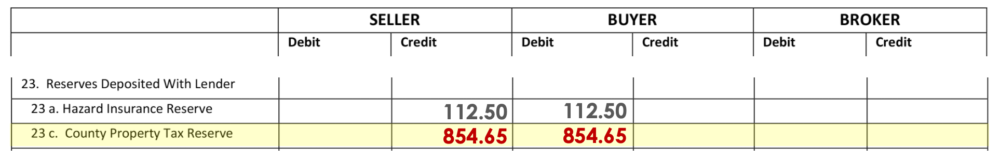 SELLER BUYER BROKER
Debit Credit Debit Credit Debit Credit
23. Reserves Deposited With Lender
23 a. Hazard Insurance Reserve 112.50 112.50
23 c. County Property Tax Reserve 854.65 854.65